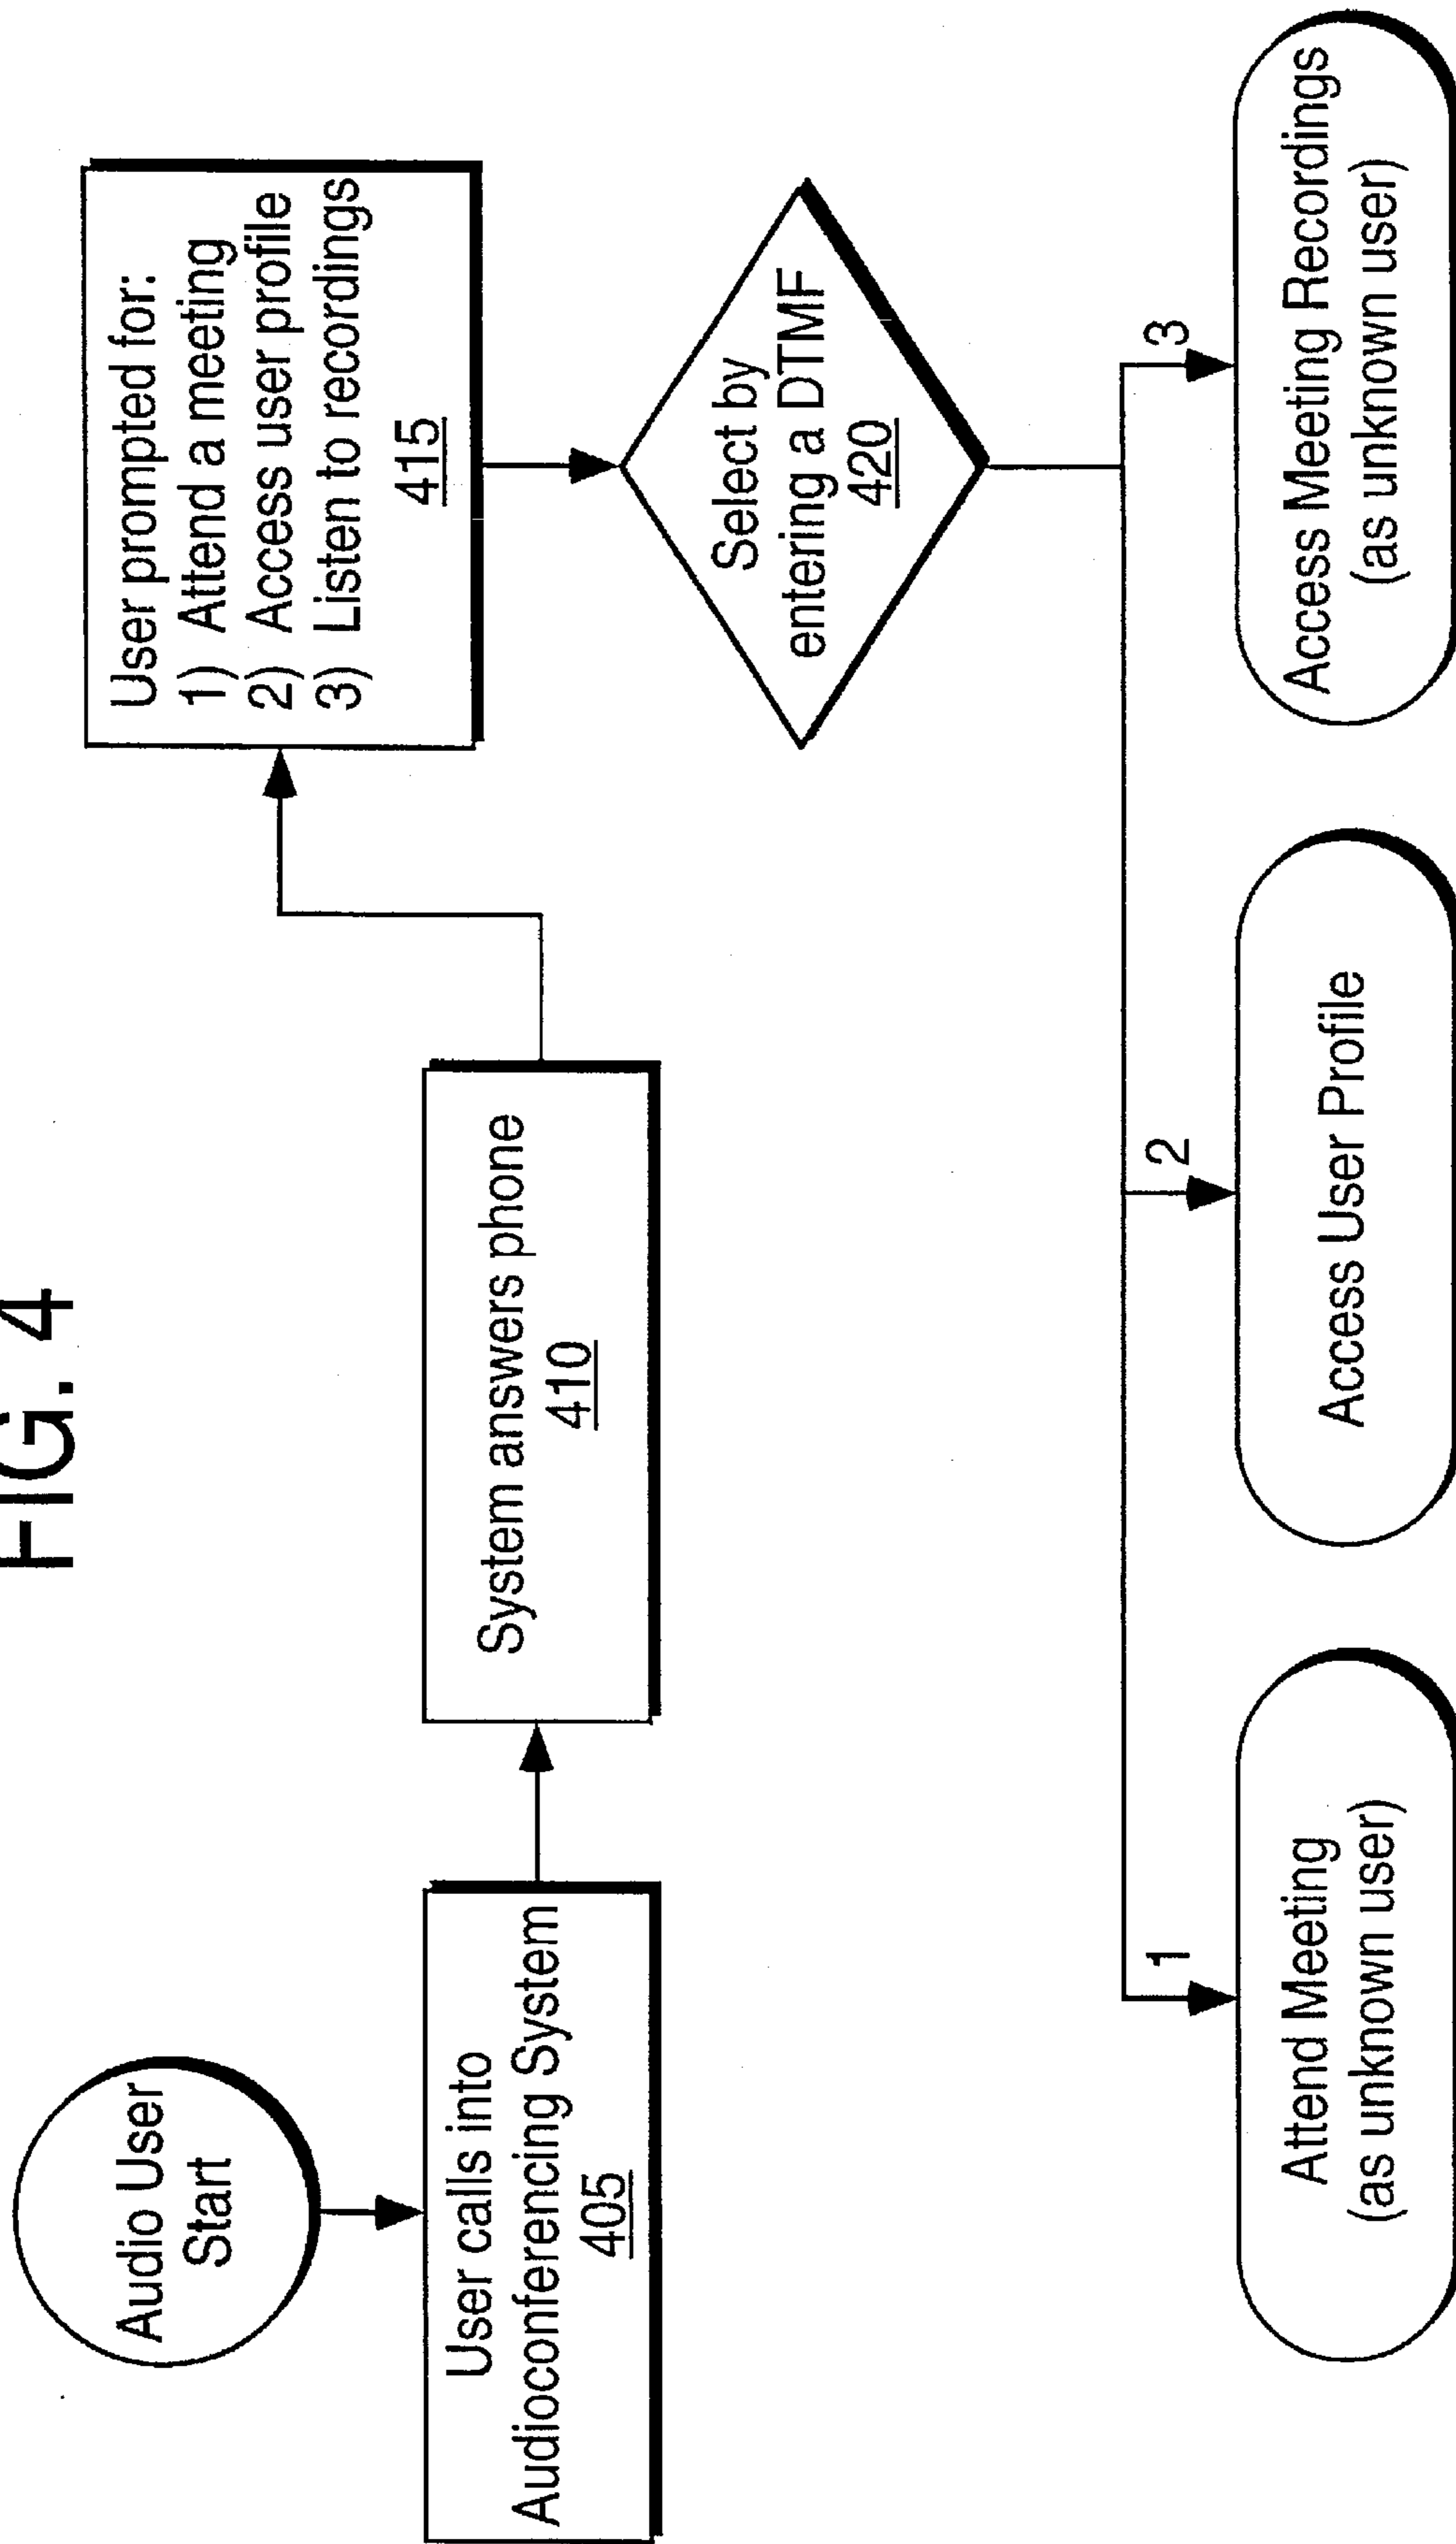 FIG. 4
Audio User
Start
User calls into
Audioconferencing System
405
System answers phone
410
User prompted for:
1) Attend a meeting
2) Access user profile
3) Listen to recordings
415
Select by
entering a DTMF
420
1
2
3
Attend Meeting
(as unknown user)
Access User Profile
Access Meeting Recordings
(as unknown user)